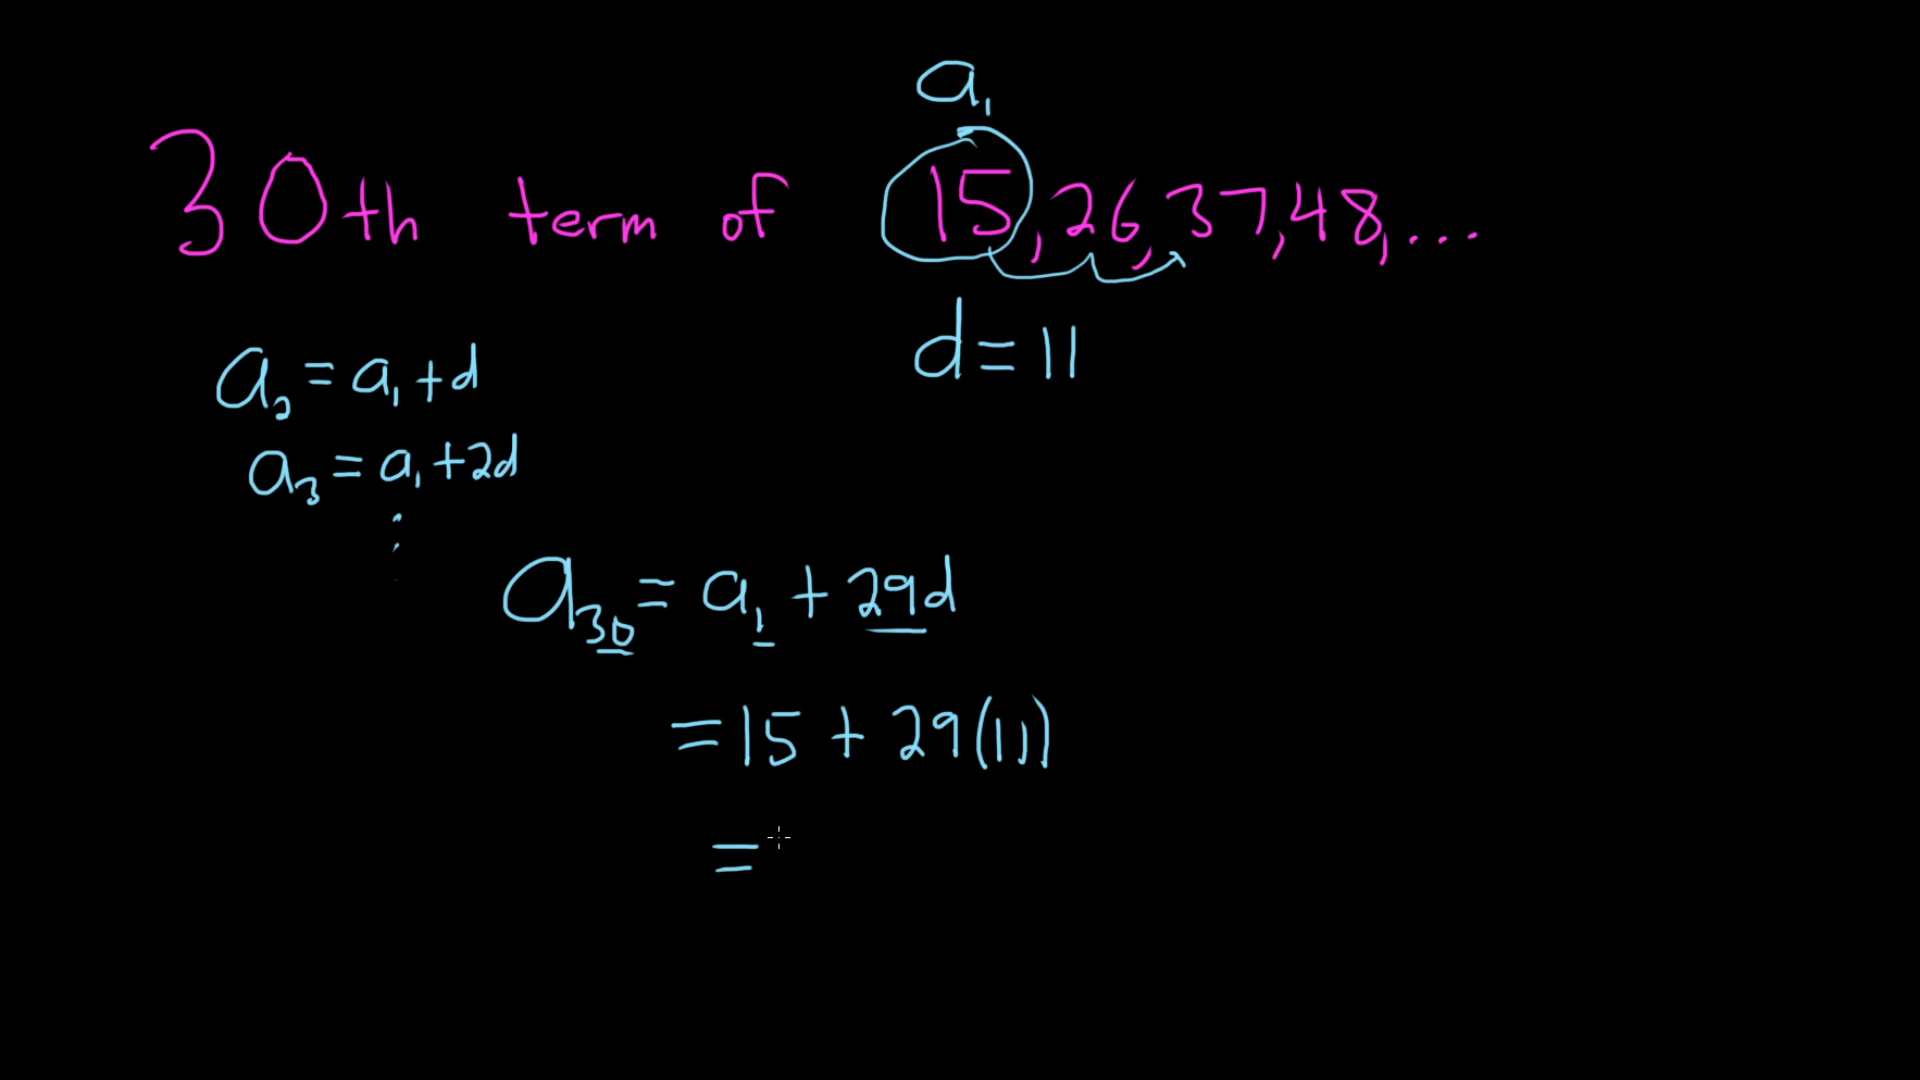 a₁
30th term of 15, 26, 37, 48, ...
d = 11
a₂ = a₁ + d
a₃ = a₁ + 2d
⋮
a₃₀ = a₁ + 29d
= 15 + 29(11)
=